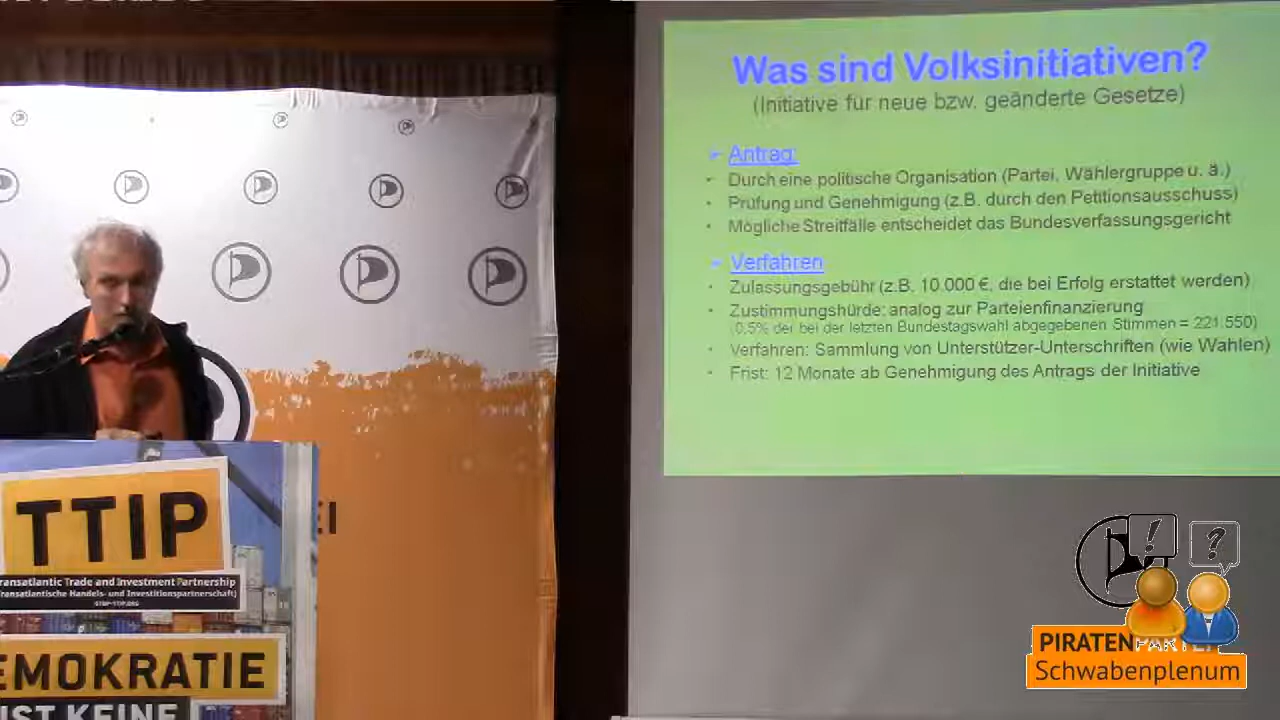 Was sind Volksinitiativen?
(Initiative für neue bzw. geänderte Gesetze)
Antrag:
Durch eine politische Organisation (Partei, Wählergruppe u. ä.)
Prüfung und Genehmigung (z.B. durch den Petitionsausschuss)
Mögliche Streitfälle entscheidet das Bundesverfassungsgericht
Verfahren
Zulassungsgebühr (z.B. 10.000 €, die bei Erfolg erstattet werden)
Zustimmungshürde: analog zur Parteienfinanzierung
(0,5% der bei der letzten Bundestagswahl abgegebenen Stimmen = 221.550)
Verfahren: Sammlung von Unterstützer-Unterschriften (wie Wahlen)
Frist: 12 Monate ab Genehmigung des Antrags der Initiative
TTIP
ransatlantic Trade and Investment Partnership
ransatlantische Handels- und Investitionspartnerschaft)
STOP-TTIP.ORG
EMOKRATIE
IST KEINE
EI
! ?
PIRATENPARTEI
Schwabenplenum